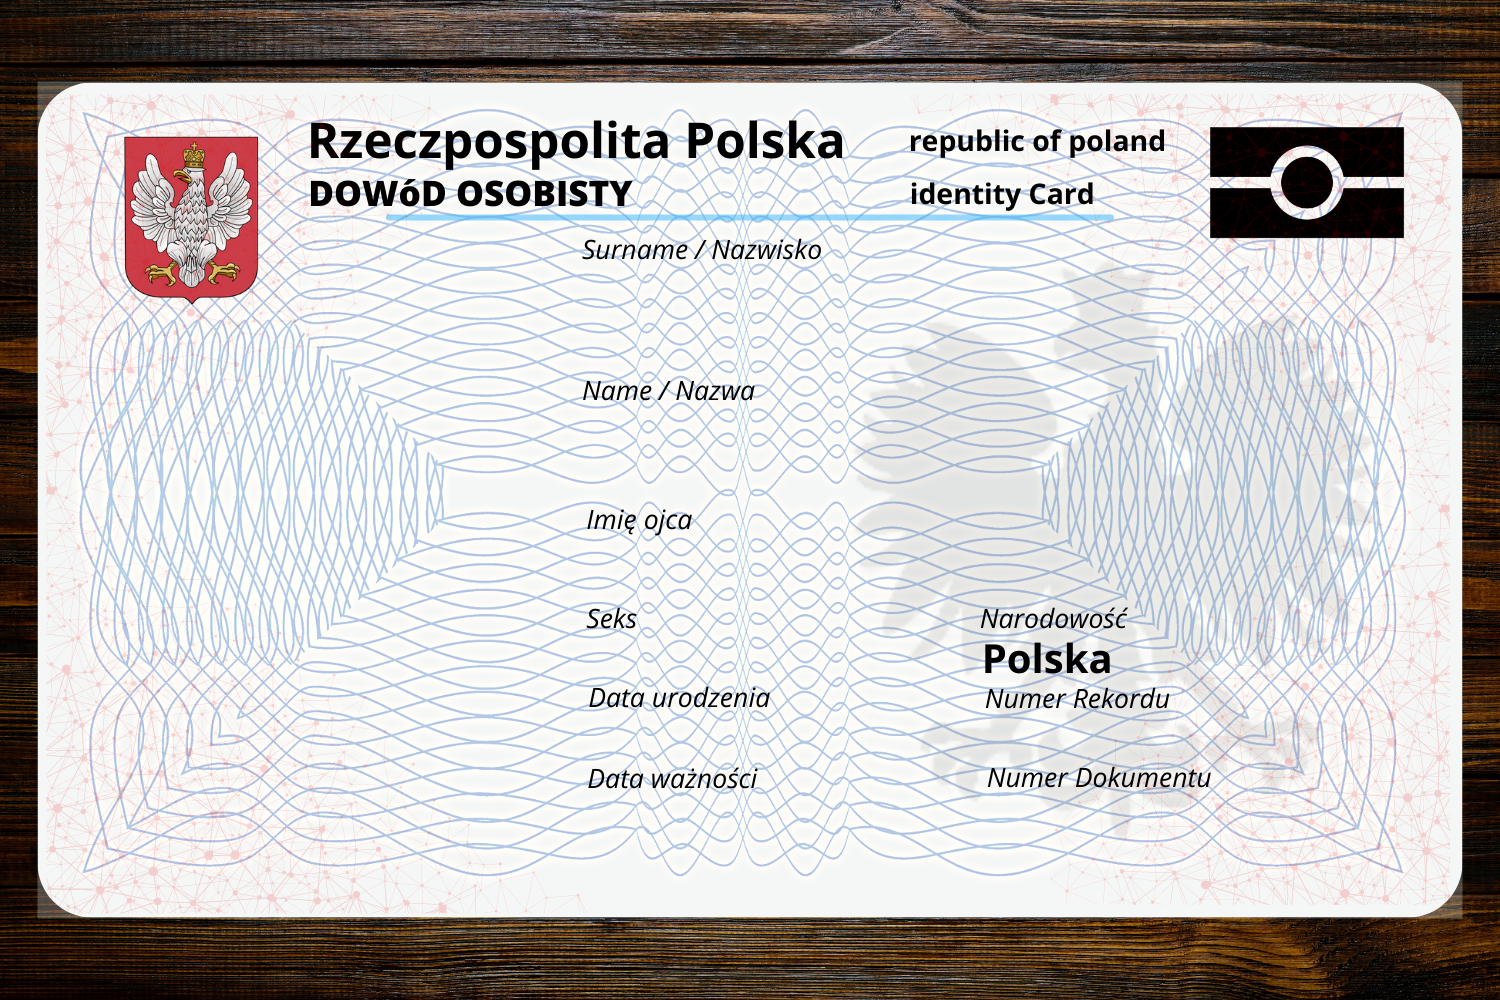 Rzeczpospolita Polska
republic of poland
DOWóD OSOBISTY
identity Card
Surname / Nazwisko
Name / Nazwa
Imię ojca
Seks
Narodowość
Polska
Data urodzenia
Numer Rekordu
Data ważności
Numer Dokumentu